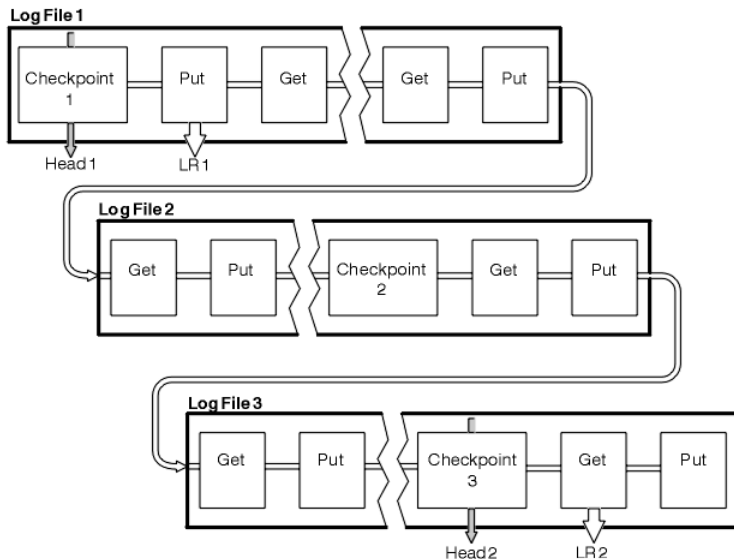 Log File 1
Checkpoint
1
Put
Get
Get
Put
Head 1
LR 1
Log File 2
Get
Put
Checkpoint
2
Get
Put
Log File 3
Get
Put
Checkpoint
3
Get
Put
Head 2
LR 2